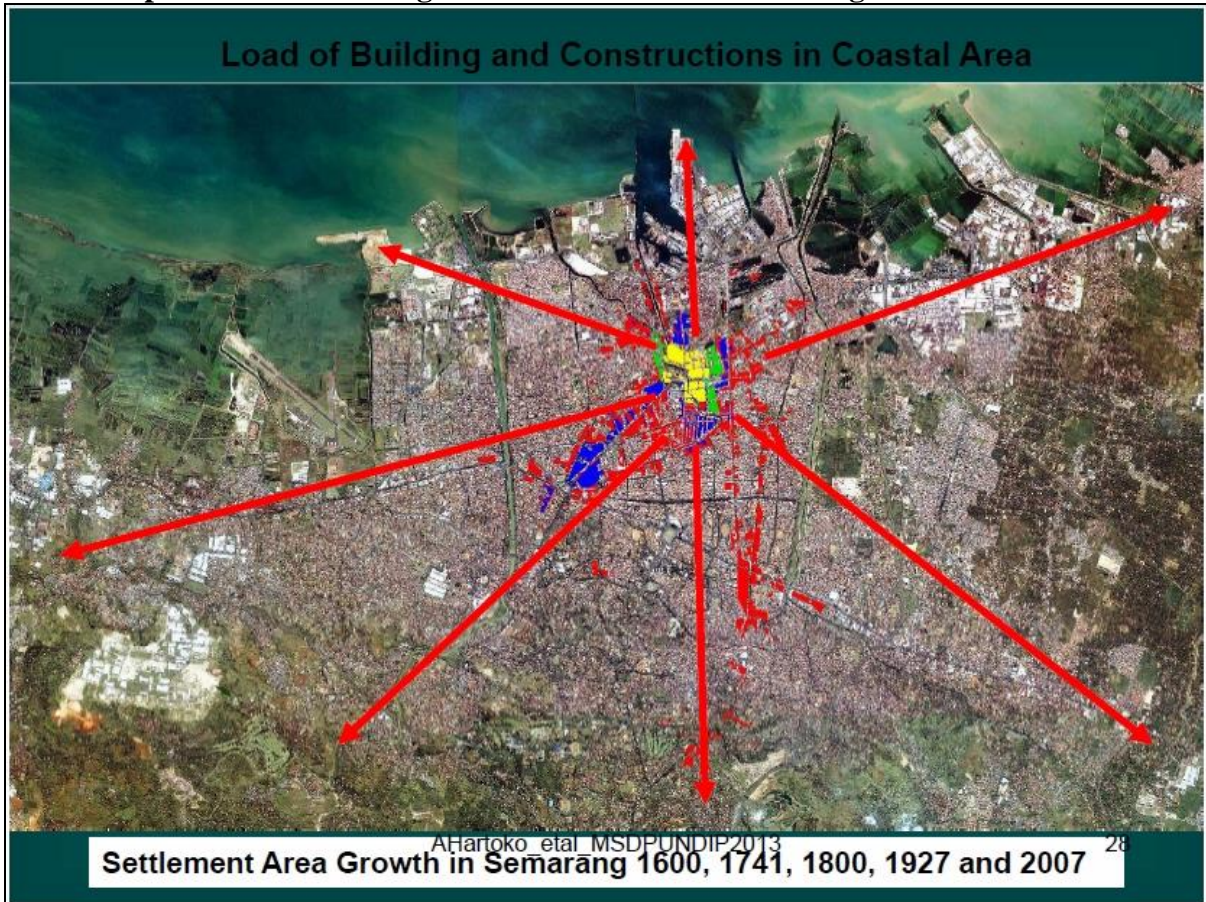 Load of Building and Constructions in Coastal Area
AHartoko_etal_MSDPUNDIP2013
28
Settlement Area Growth in Semarang 1600, 1741, 1800, 1927 and 2007